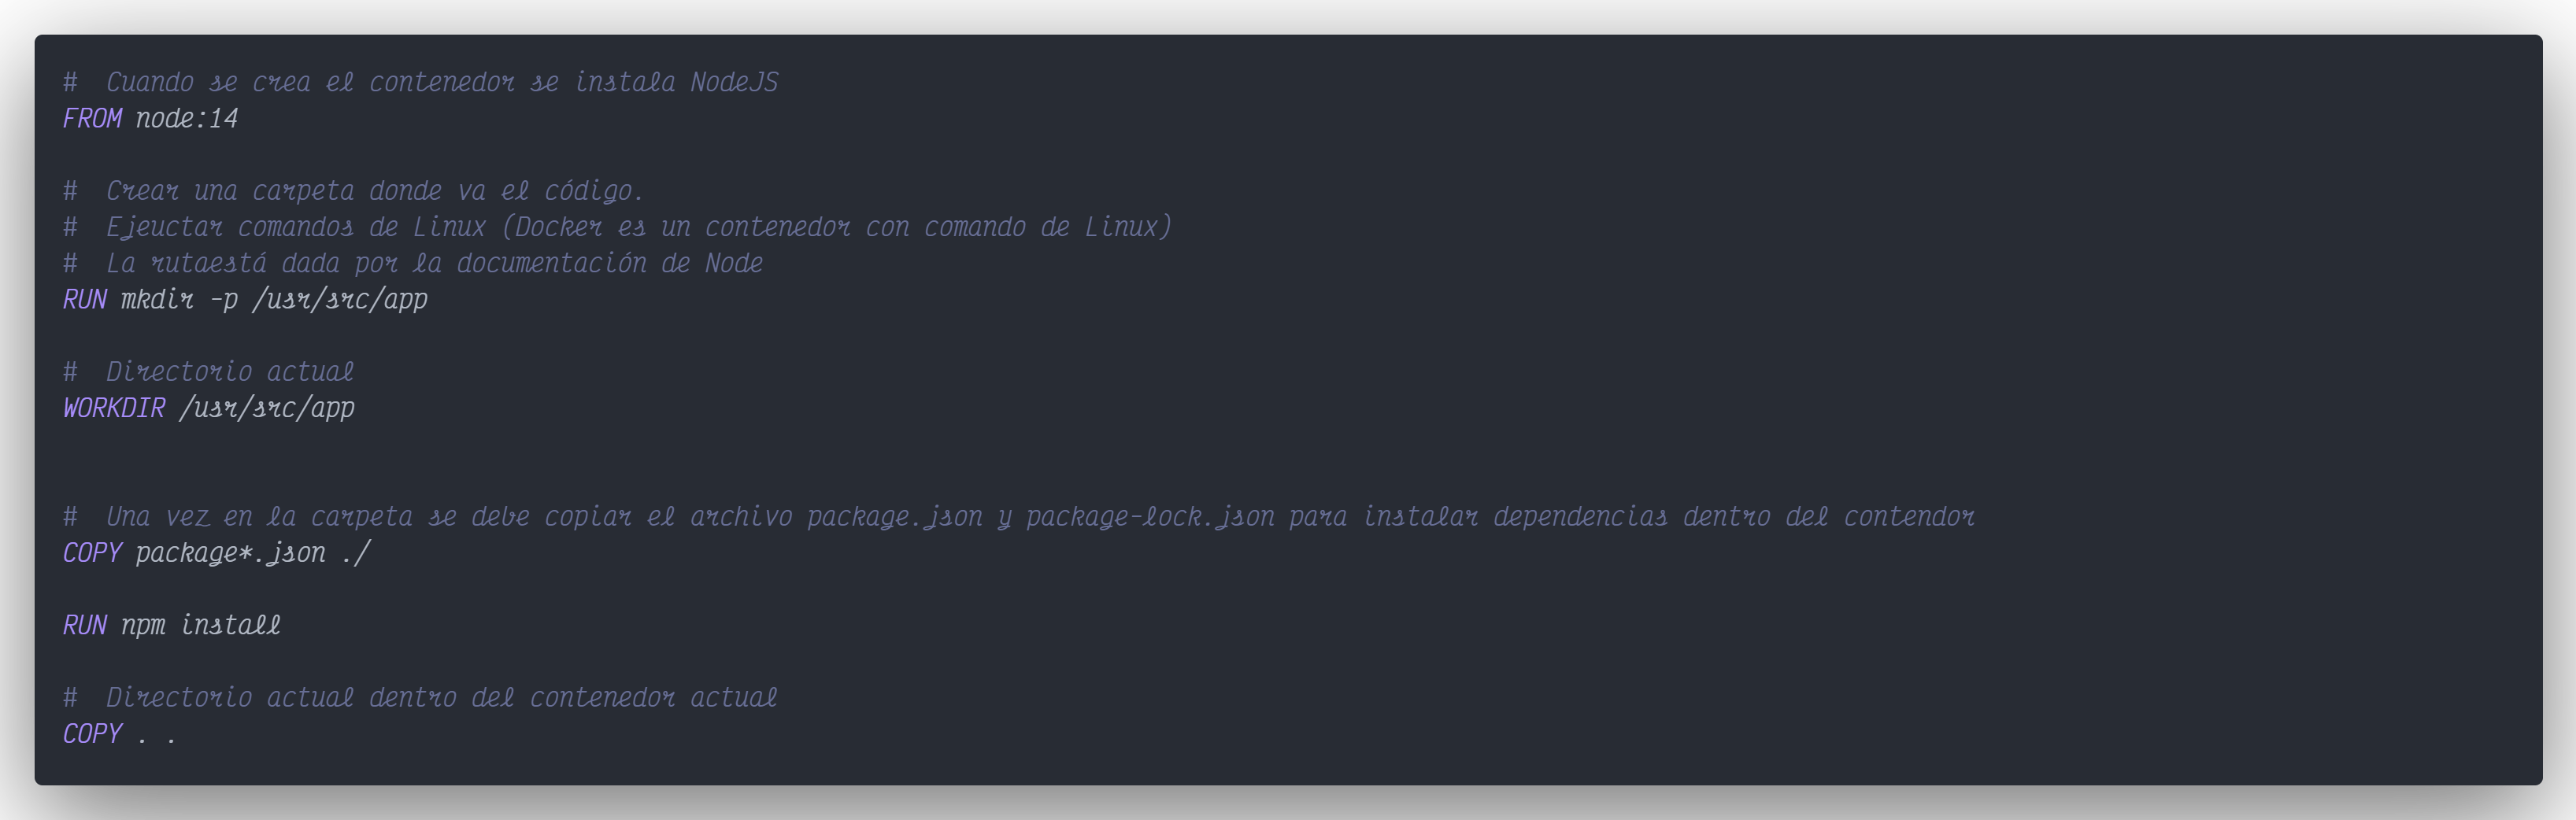 #  Cuando se crea el contenedor se instala NodeJS
FROM node:14
#  Crear una carpeta donde va el código.
#  Ejeuctar comandos de Linux (Docker es un contenedor con comando de Linux)
#  La rutaestá dada por la documentación de Node
RUN mkdir -p /usr/src/app
#  Directorio actual
WORKDIR /usr/src/app
#  Una vez en la carpeta se debe copiar el archivo package.json y package-lock.json para instalar dependencias dentro del contendor
COPY package*.json ./
RUN npm install
#  Directorio actual dentro del contenedor actual
COPY . .